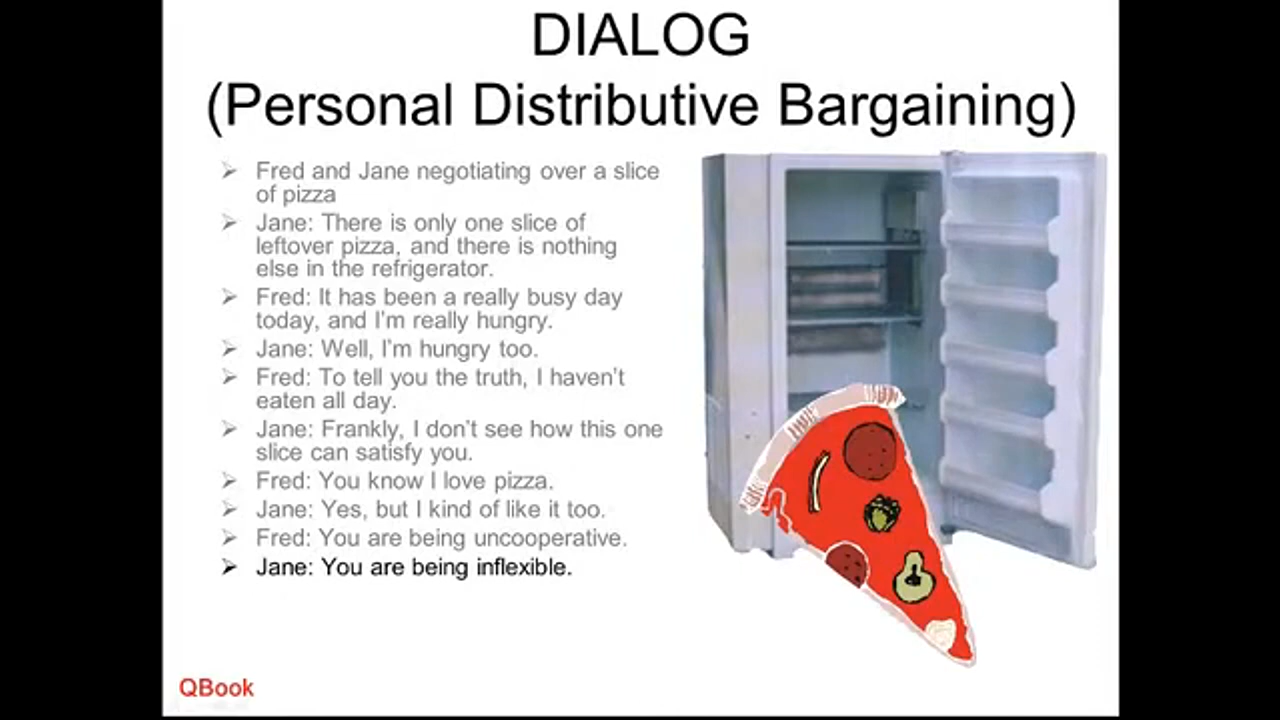 DIALOG
(Personal Distributive Bargaining)
Fred and Jane negotiating over a slice
of pizza
Jane: There is only one slice of
leftover pizza, and there is nothing
else in the refrigerator.
Fred: It has been a really busy day
today, and I'm really hungry.
Jane: Well, I'm hungry too.
Fred: To tell you the truth, I haven't
eaten all day.
Jane: Frankly, I don't see how this one
slice can satisfy you.
Fred: You know I love pizza.
Jane: Yes, but I kind of like it too.
Fred: You are being uncooperative.
Jane: You are being inflexible.
QBook